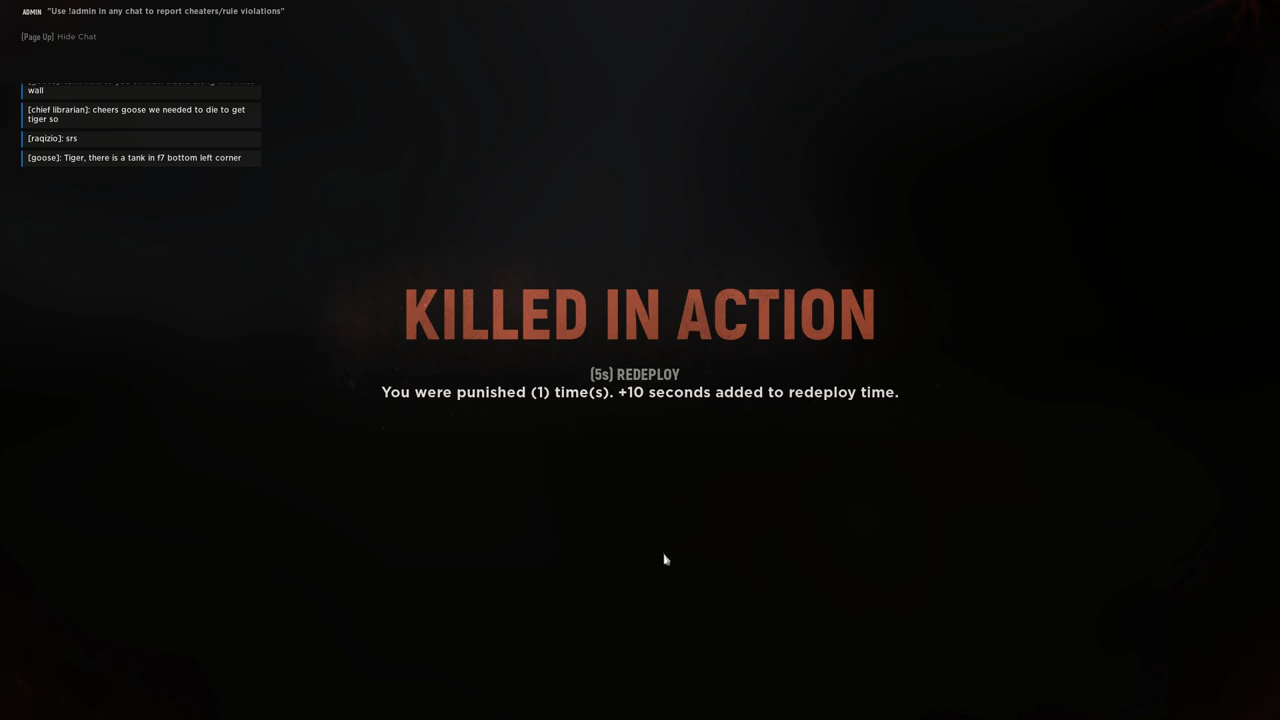 ADMIN "Use !admin in any chat to report cheaters/rule violations"
[Page Up] Hide Chat
wall
[chief librarian]: cheers goose we needed to die to get
tiger so
[raqizio]: srs
[goose]: Tiger, there is a tank in f7 bottom left corner
KILLED IN ACTION
(5s) REDEPLOY
You were punished (1) time(s). +10 seconds added to redeploy time.